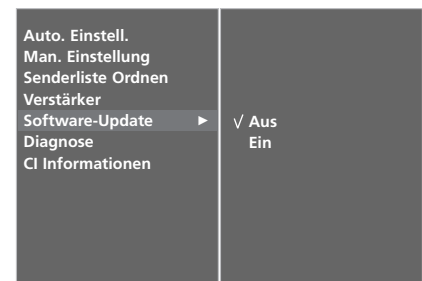 Auto. Einstell.
Man. Einstellung
Senderliste Ordnen
Verstärker
Software-Update ►
Diagnose
CI Informationen
√ Aus
Ein